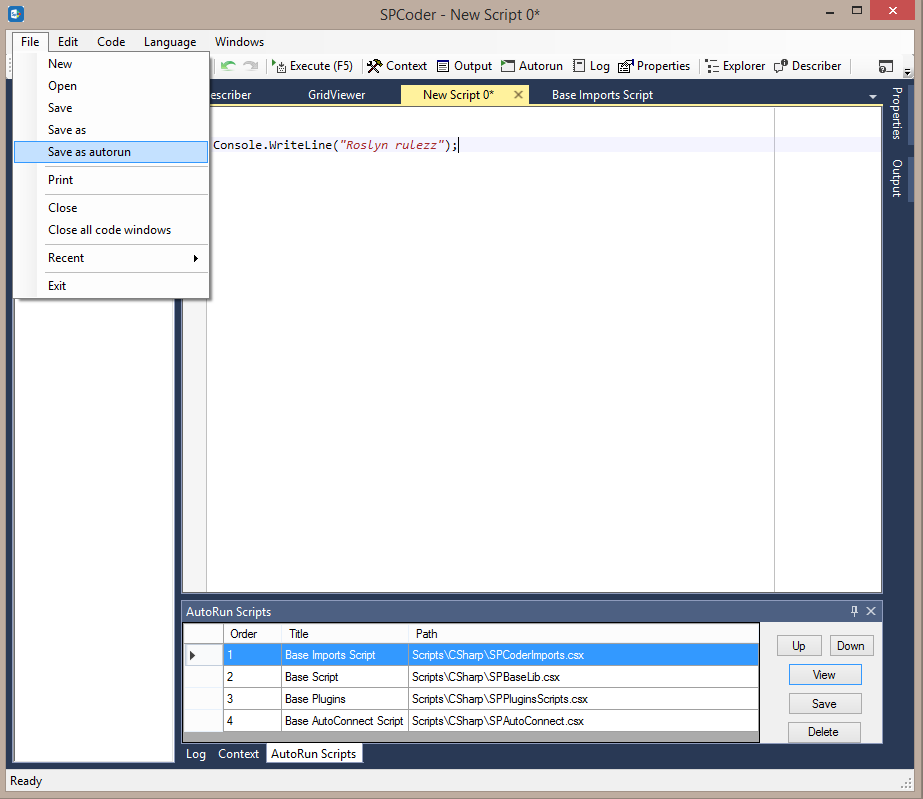 SPCoder - New Script 0*
File Edit Code Language Windows
Execute (F5) Context Output Autorun Log Properties Explorer Describer
New
Open
Save
Save as
Save as autorun
Print
Close
Close all code windows
Recent
Exit
escriber GridViewer New Script 0* Base Imports Script
Console.WriteLine("Roslyn rulezz");
Properties
Output
AutoRun Scripts
Order Title Path
1 Base Imports Script Scripts\CSharp\SPCoderImports.csx
2 Base Script Scripts\CSharp\SPBaseLib.csx
3 Base Plugins Scripts\CSharp\SPPluginsScripts.csx
4 Base AutoConnect Script Scripts\CSharp\SPAutoConnect.csx
Up Down
View
Save
Delete
Log Context AutoRun Scripts
Ready